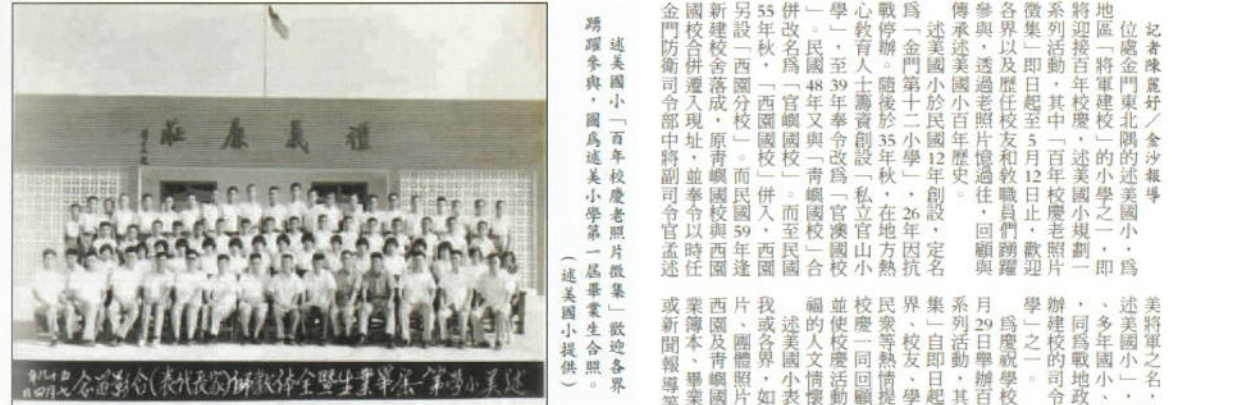 禮義廉恥
述美小學第一屆畢業生暨全体教師(家長代表)合影留念
五十九年
七月四日
述美國小「百年校慶老照片徵集」歡迎各界
踴躍參與，圖爲述美小學第一屆畢業生合照。
（述美國小提供）
記者陳麗妤／金沙報導
位處金門東北隅的述美國小，爲
地區「將軍建校」的小學之一，即
將迎接百年校慶，述美國小規劃一
系列活動，其中「百年校慶老照片
徵集」即日起至5月12日止，歡迎
各界以及歷任校友和教職員們踴躍
參與，透過老照片憶過往，回顧與
傳承述美國小百年歷史。
述美國小於民國12年創設，定名
爲「金門第十二小學」，26年因抗
戰停辦。隨後於35年秋，在地方熱
心教育人士籌資創設「私立官山小
學」，至39年奉令改爲「官澳國校
」。民國48年又與「青嶼國校」合
併改名爲「官嶼國校」。而至民國
55年秋，「西園國校」併入，西園
另設「西園分校」。而民國59年逢
新建校舍落成，原青嶼國校與西園
國校合併遷入現址，並奉令以時任
金門防衛司令部中將副司令官孟述
美將軍之名，
述美國小」，
、多年國小、
，同爲戰地政
辦建校的司令
學」之一。
爲慶祝學校
月29日舉辦百
系列活動，其
集」自即日起
界、校友、學
民眾等熱情提
校慶一同回顧
並使校慶活動
福的人文情懷
述美國小表
我或各界，如
片、團體照片
西園及青嶼國
業簿本、畢業
或新聞報導等